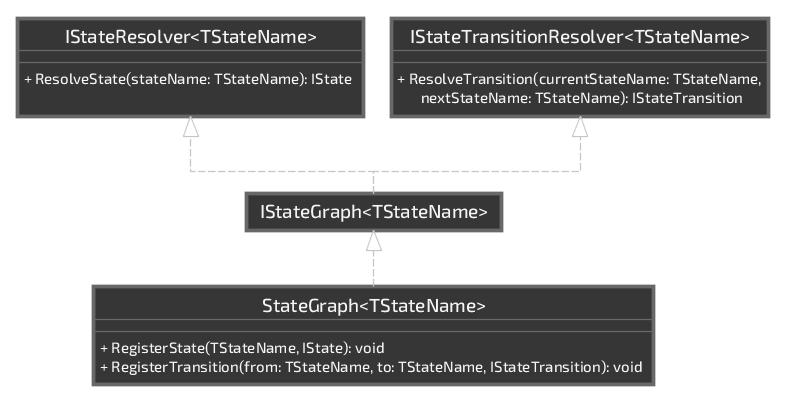 IStateResolver<TStateName>
+ ResolveState(stateName: TStateName): IState
IStateTransitionResolver<TStateName>
+ ResolveTransition(currentStateName: TStateName,
nextStateName: TStateName): IStateTransition
IStateGraph<TStateName>
StateGraph<TStateName>
+ RegisterState(TStateName, IState): void
+ RegisterTransition(from: TStateName, to: TStateName, IStateTransition): void